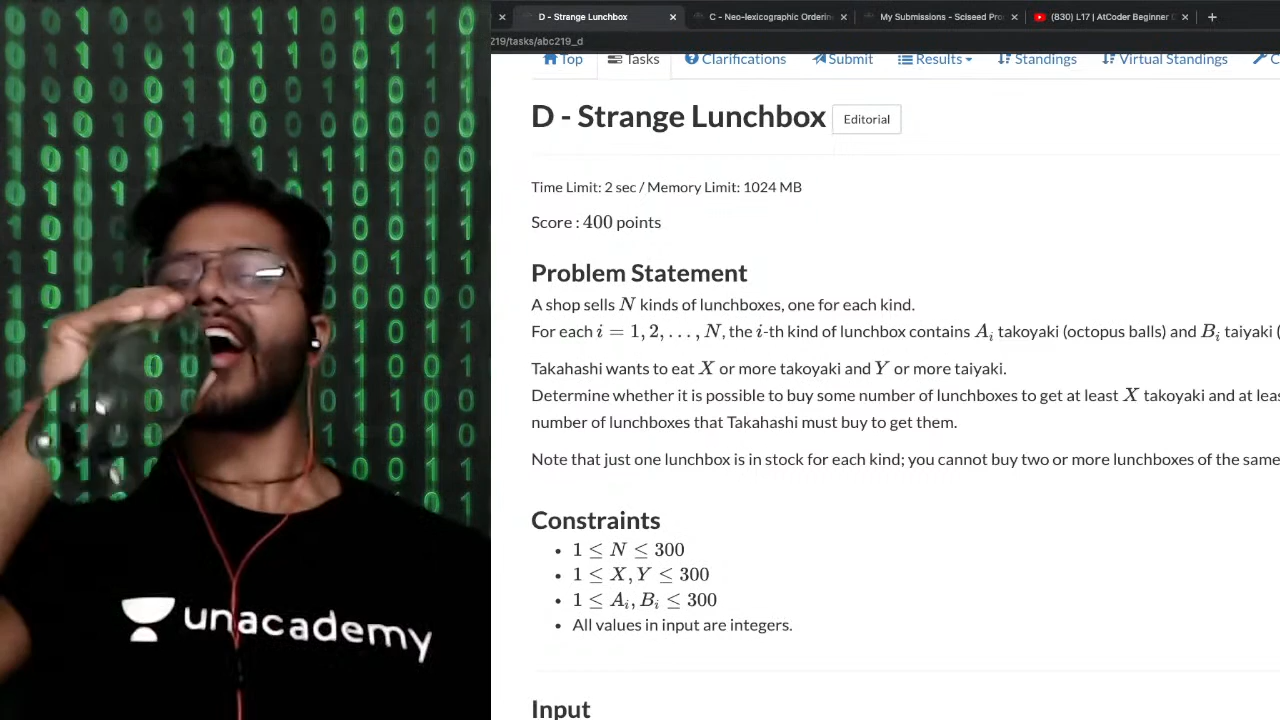 D - Strange Lunchbox
C - Neo-lexicographic Orderin
My Submissions - Sciseed Pro
(830) L17 | AtCoder Beginner
219/tasks/abc219_d
Top
Tasks
Clarifications
Submit
Results
Standings
Virtual Standings
D - Strange Lunchbox
Editorial
Time Limit: 2 sec / Memory Limit: 1024 MB
Score : 400 points
Problem Statement
A shop sells N kinds of lunchboxes, one for each kind.
For each i = 1, 2, …, N, the i-th kind of lunchbox contains A_i takoyaki (octopus balls) and B_i taiyaki (
Takahashi wants to eat X or more takoyaki and Y or more taiyaki.
Determine whether it is possible to buy some number of lunchboxes to get at least X takoyaki and at leas
number of lunchboxes that Takahashi must buy to get them.
Note that just one lunchbox is in stock for each kind; you cannot buy two or more lunchboxes of the same
Constraints
• 1 ≤ N ≤ 300
• 1 ≤ X, Y ≤ 300
• 1 ≤ A_i, B_i ≤ 300
• All values in input are integers.
Input
unacademy